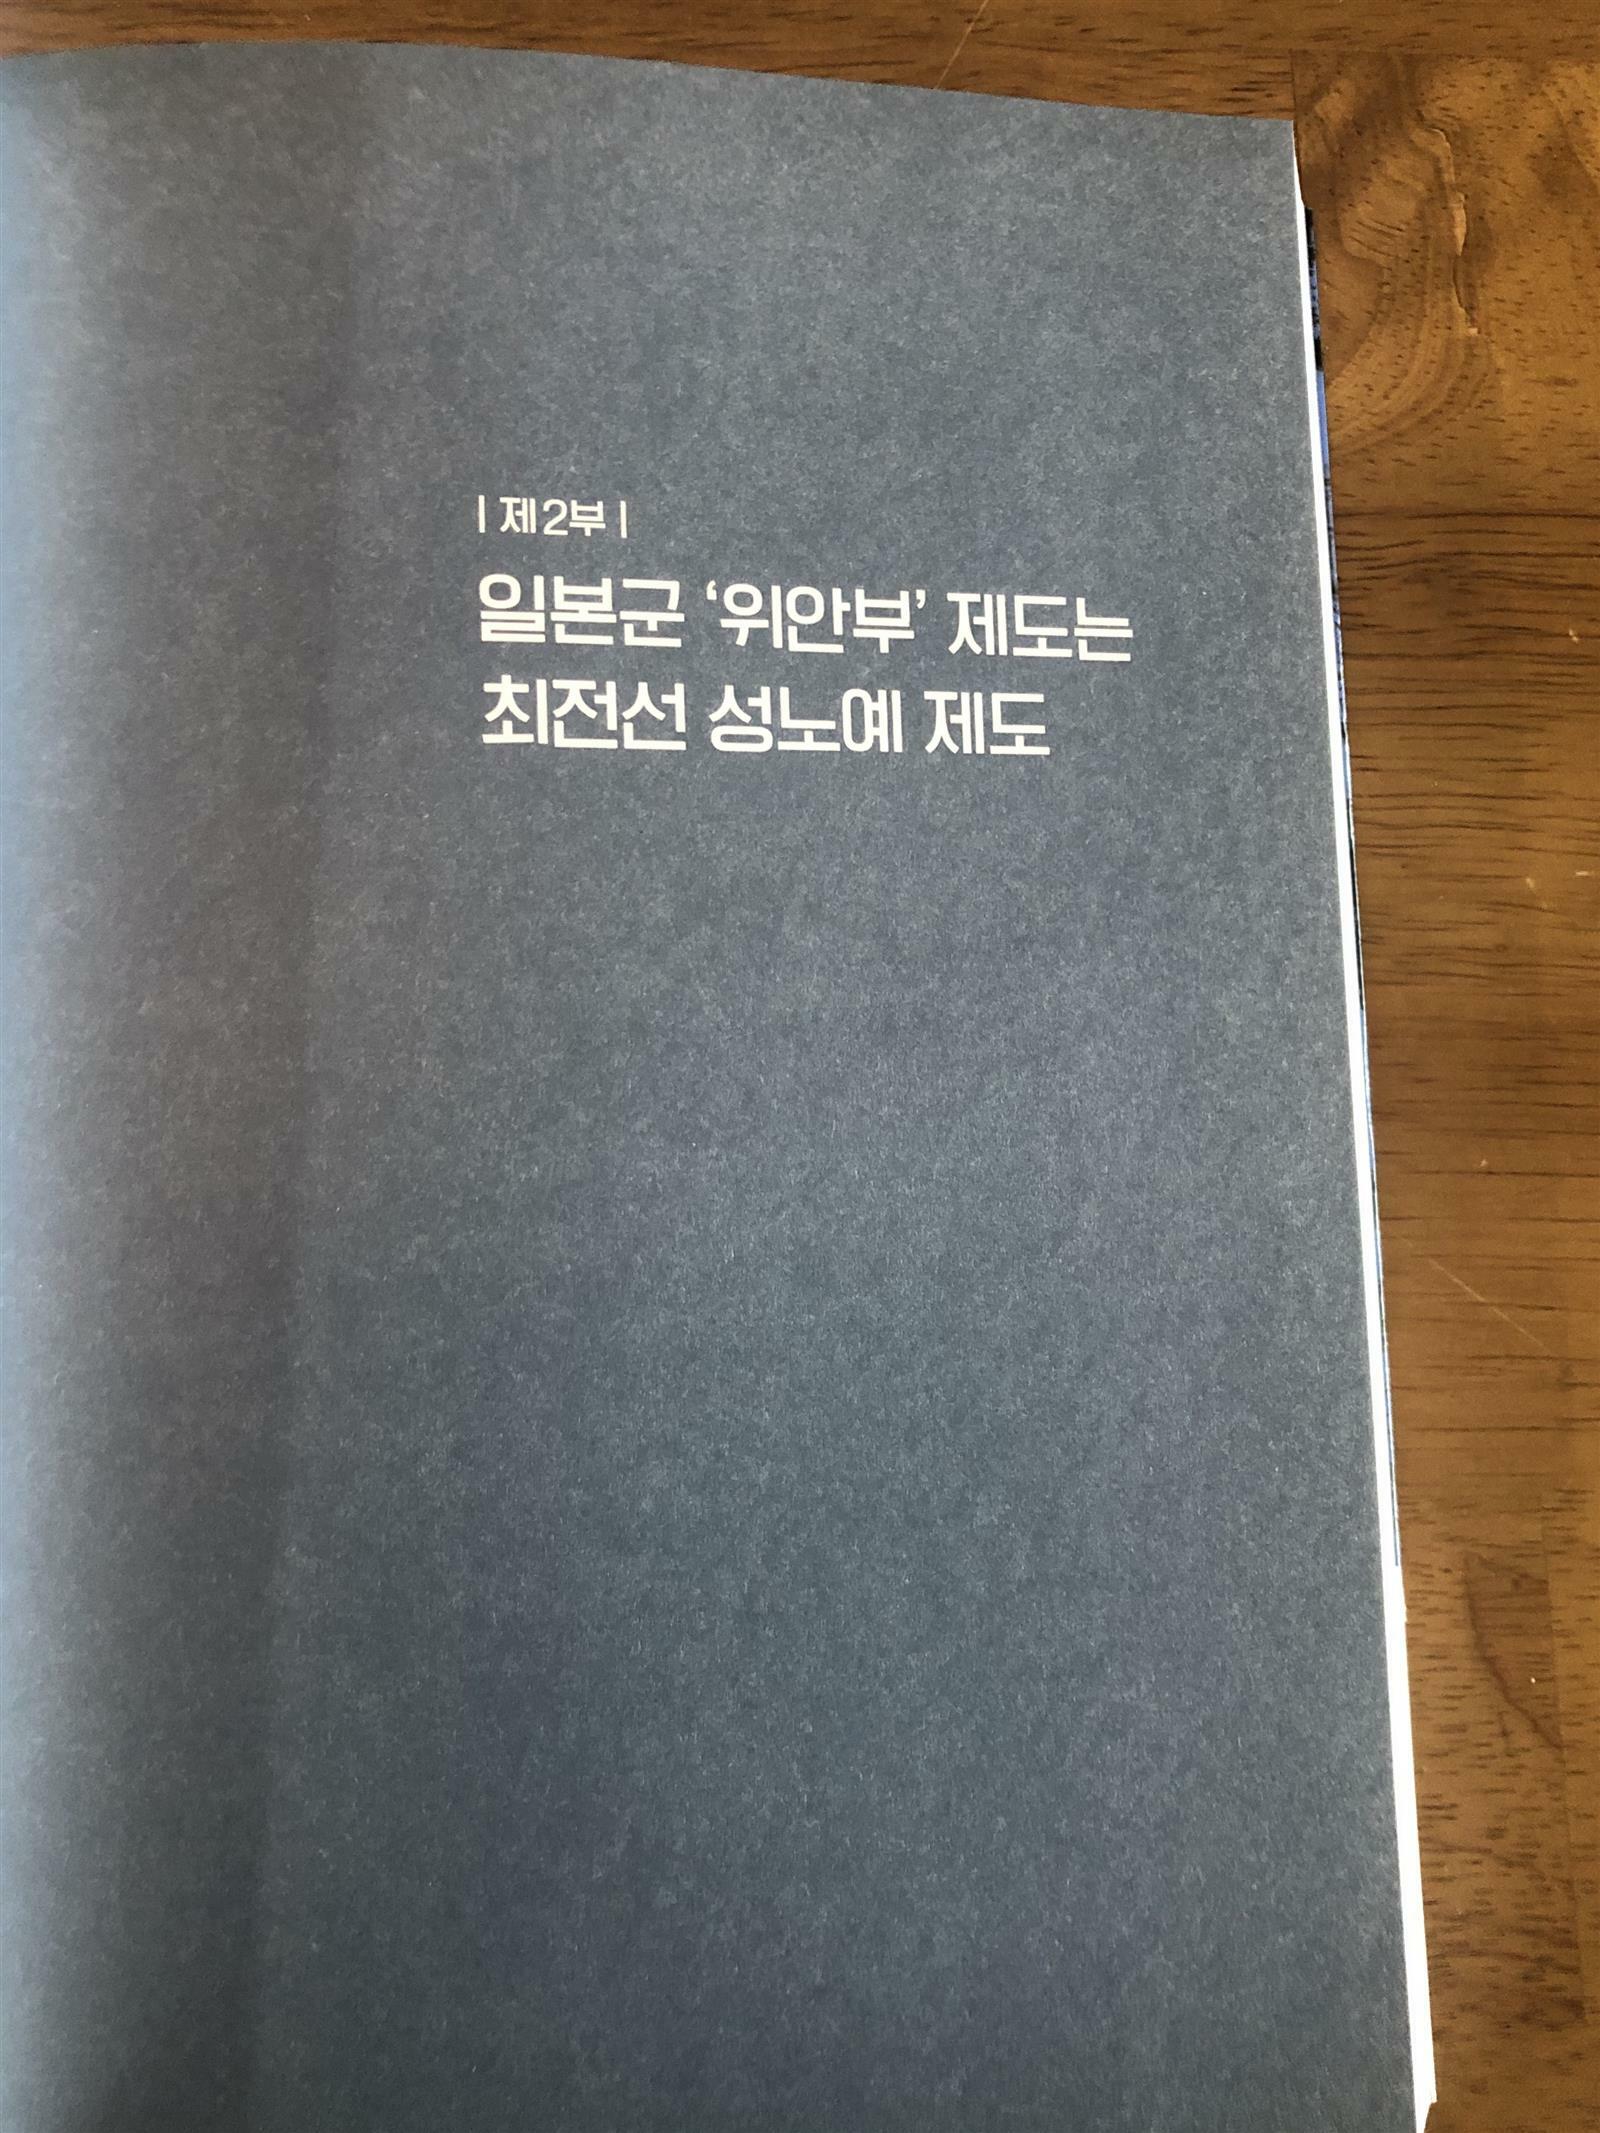 | 제2부 |
일본군 ‘위안부’ 제도는
최전선 성노예 제도